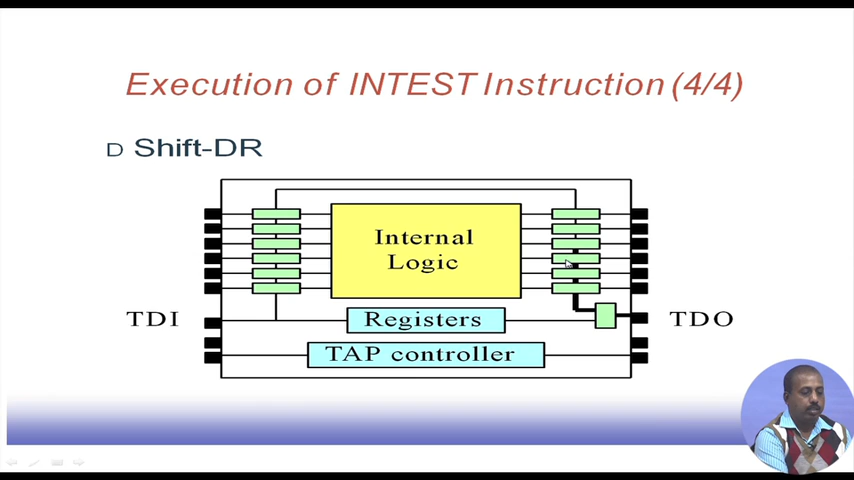 Execution of INTEST Instruction (4/4)
D Shift-DR
Internal
Logic
TDI
Registers
TDO
TAP controller